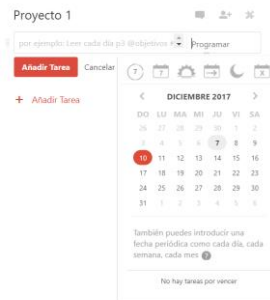 Proyecto 1
por ejemplo: Leer cada día p3 @objetivos #
Programar
Añadir Tarea Cancelar
+ Añadir Tarea
7
DICIEMBRE 2017
DO LU MA MI JU VI SA
26 27 28 29 30 1 2
3 4 5 6 7 8 9
10 11 12 13 14 15 16
17 18 19 20 21 22 23
24 25 26 27 28 29 30
31 1 2 3 4 5 6
También puedes introducir una
fecha periódica como cada día, cada
semana, cada mes ?
No hay tareas por vencer